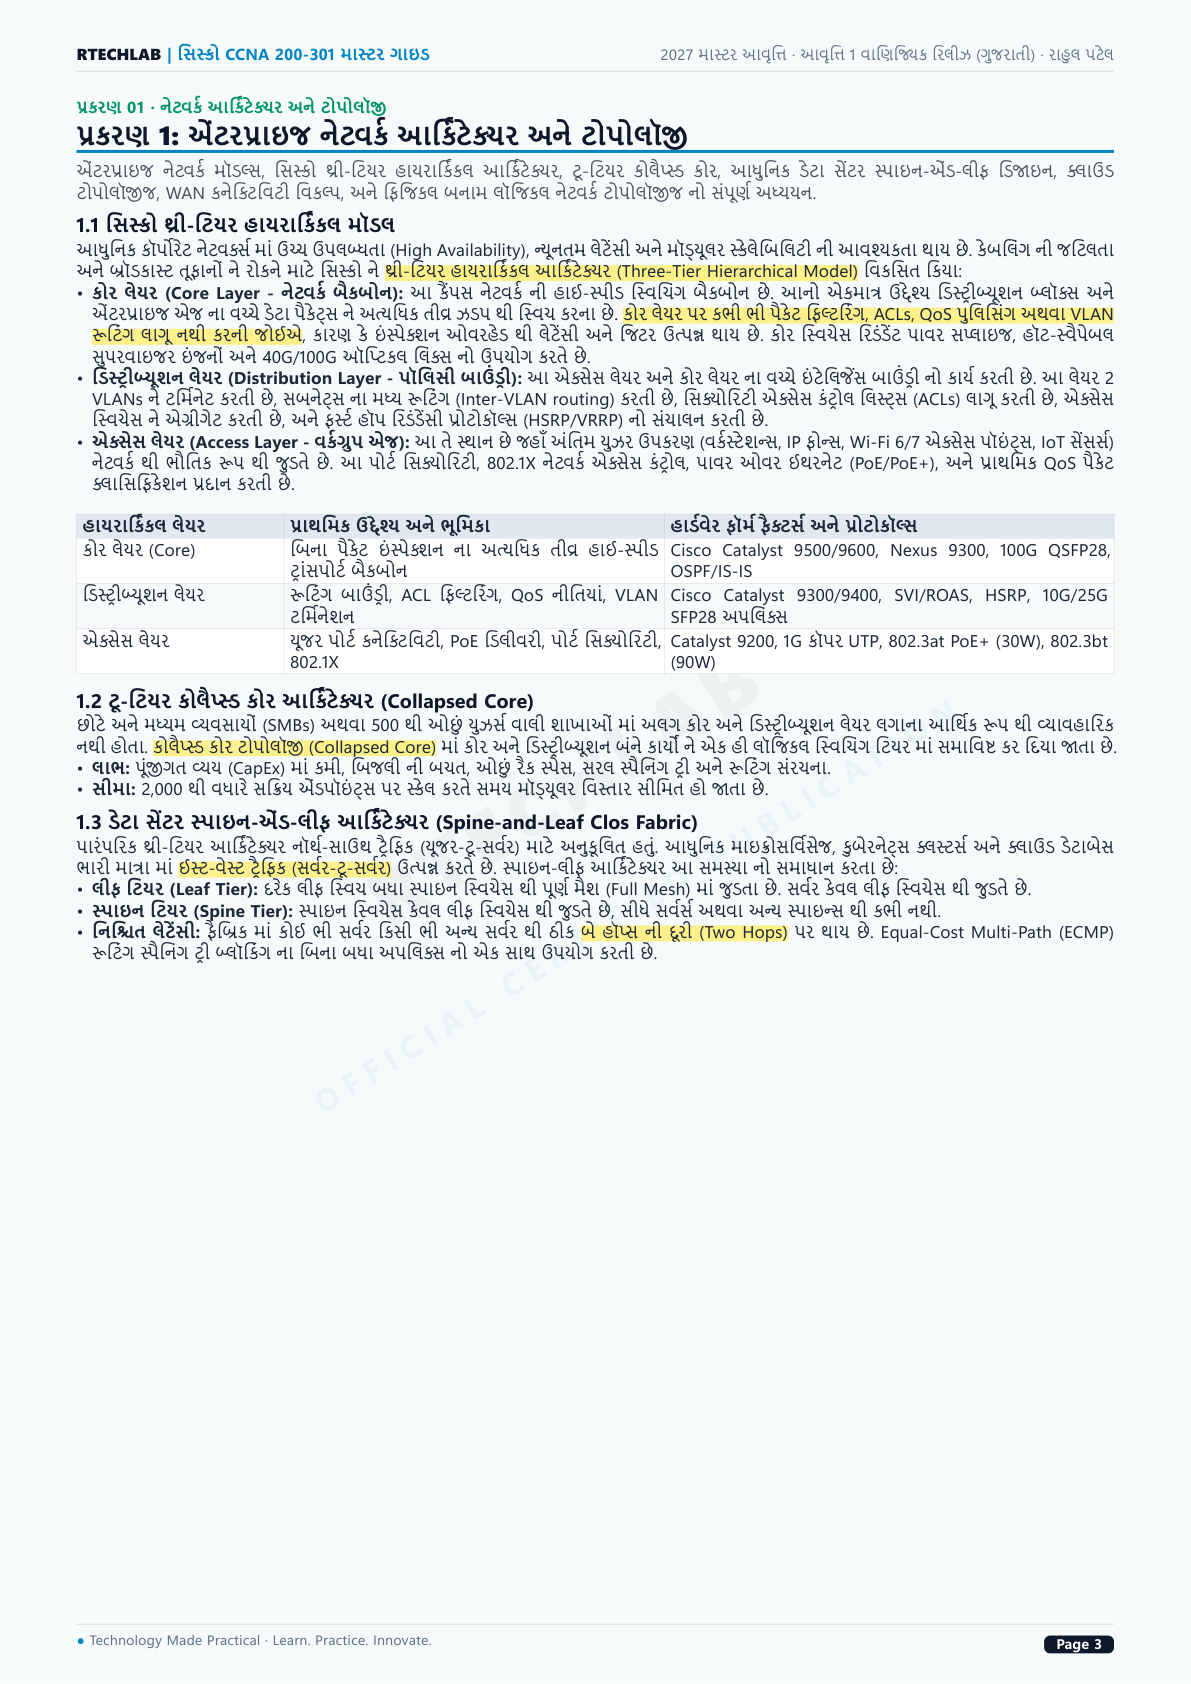 RTECHLAB | સિસ્કો CCNA 200-301 માસ્ટર ગાઇડ
2027 માસ્ટર આવૃત્તિ · આવૃત્તિ 1 વાણિજ્યિક રિલીઝ (ગુજરાતી) · રાહુલ પટેલ
પ્રકરણ 01 · નેટવર્ક આર્કિટેક્ચર અને ટોપોલૉજી
પ્રકરણ 1: એંટરપ્રાઇજ નેટવર્ક આર્કિટેક્ચર અને ટોપોલૉજી
એંટરપ્રાઇજ નેટવર્ક મૉડલ્સ, સિસ્કો થ્રી-ટિયર હાયરાર્કિકલ આર્કિટેક્ચર, ટૂ-ટિયર કોલૈપ્સ્ડ કોર, આધુનિક ડેટા સેંટર સ્પાઇન-એંડ-લીફ ડિજાઇન, ક્લાઉડ
ટોપોલૉજીજ, WAN કનેક્ટિવિટી વિકલ્પ, અને ફિજિકલ બનામ લૉજિકલ નેટવર્ક ટોપોલૉજીજ નો સંપૂર્ણ અધ્યયન.
1.1 સિસ્કો થ્રી-ટિયર હાયરાર્કિકલ મૉડલ
આધુનિક કૉર્પોરેટ નેટવર્ક્સ માં ઉચ્ચ ઉપલબ્ધતા (High Availability), ન્યૂનતમ લેટેંસી અને મૉડ્યૂલર સ્કેલેબિલિટી ની આવશ્યકતા થાય છે. કેબલિંગ ની જટિલતા
અને બ્રૉડકાસ્ટ તૂફાનોં ને રોકને માટે સિસ્કો ને થ્રી-ટિયર હાયરાર્કિકલ આર્કિટેક્ચર (Three-Tier Hierarchical Model) વિકસિત કિયા:
• કોર લેયર (Core Layer - નેટવર્ક બૈકબોન): આ કૈંપસ નેટવર્ક ની હાઈ-સ્પીડ સ્વિચિંગ બૈકબોન છે. આનો એકમાત્ર ઉદ્દેશ્ય ડિસ્ટ્રીબ્યૂશન બ્લૉક્સ અને
એંટરપ્રાઇજ એજ ના વચ્ચે ડેટા પૈકેટ્સ ને અત્યધિક તીવ્ર ઝડપ થી સ્વિચ કરના છે. કોર લેયર પર કભી ભી પૈકેટ ફિલ્ટરિંગ, ACLs, QoS પુલિસિંગ અથવા VLAN
રૂટિંગ લાગૂ નથી કરની જોઈએ, કારણ કે ઇંસ્પેક્શન ઓવરહેડ થી લેટેંસી અને જિટર ઉત્પન્ન થાય છે. કોર સ્વિચેસ રિડંડેંટ પાવર સપ્લાઇજ, હૉટ-સ્વૈપેબલ
સુપરવાઇજર ઇંજનોં અને 40G/100G ઑપ્ટિકલ લિંક્સ નો ઉપયોગ કરતે છે.
• ડિસ્ટ્રીબ્યૂશન લેયર (Distribution Layer - પૉલિસી બાઉંડ્રી): આ એક્સેસ લેયર અને કોર લેયર ના વચ્ચે ઇંટેલિજેંસ બાઉંડ્રી નો કાર્ય કરતી છે. આ લેયર 2
VLANs ને ટર્મિનેટ કરતી છે, સબનેટ્સ ના મધ્ય રૂટિંગ (Inter-VLAN routing) કરતી છે, સિક્યોરિટી એક્સેસ કંટ્રોલ લિસ્ટ્સ (ACLs) લાગૂ કરતી છે, એક્સેસ
સ્વિચેસ ને એગ્રીગેટ કરતી છે, અને ફર્સ્ટ હૉપ રિડંડેંસી પ્રોટોકૉલ્સ (HSRP/VRRP) નો સંચાલન કરતી છે.
• એક્સેસ લેયર (Access Layer - વર્કગ્રુપ એજ): આ તે સ્થાન છે જહાઁ અંતિમ યુઝર ઉપકરણ (વર્કસ્ટેશન્સ, IP ફોન્સ, Wi-Fi 6/7 એક્સેસ પૉઇંટ્સ, IoT સેંસર્સ)
નેટવર્ક થી ભૌતિક રૂપ થી જુડતે છે. આ પોર્ટ સિક્યોરિટી, 802.1X નેટવર્ક એક્સેસ કંટ્રોલ, પાવર ઓવર ઈથરનેટ (PoE/PoE+), અને પ્રાથમિક QoS પૈકેટ
ક્લાસિફિકેશન પ્રદાન કરતી છે.
હાયરાર્કિકલ લેયર
પ્રાથમિક ઉદ્દેશ્ય અને ભૂમિકા
હાર્ડવેર ફૉર્મ ફૈક્ટર્સ અને પ્રોટોકૉલ્સ
કોર લેયર (Core)
બિના પૈકેટ ઇંસ્પેક્શન ના અત્યધિક તીવ્ર હાઈ-સ્પીડ
ટ્રાંસપોર્ટ બૈકબોન
Cisco Catalyst 9500/9600, Nexus 9300, 100G QSFP28,
OSPF/IS-IS
ડિસ્ટ્રીબ્યૂશન લેયર
રૂટિંગ બાઉંડ્રી, ACL ફિલ્ટરિંગ, QoS નીતિયાં, VLAN
ટર્મિનેશન
Cisco Catalyst 9300/9400, SVI/ROAS, HSRP, 10G/25G
SFP28 અપલિંક્સ
એક્સેસ લેયર
યૂજર પોર્ટ કનેક્ટિવિટી, PoE ડિલીવરી, પોર્ટ સિક્યોરિટી,
802.1X
Catalyst 9200, 1G કૉપર UTP, 802.3at PoE+ (30W), 802.3bt
(90W)
1.2 ટૂ-ટિયર કોલૈપ્સ્ડ કોર આર્કિટેક્ચર (Collapsed Core)
છોટે અને મધ્યમ વ્યવસાયોં (SMBs) અથવા 500 થી ઓછું યુઝર્સ વાલી શાખાઓં માં અલગ કોર અને ડિસ્ટ્રીબ્યૂશન લેયર લગાના આર્થિક રૂપ થી વ્યાવહારિક
નથી હોતા. કોલૈપ્સ્ડ કોર ટોપોલૉજી (Collapsed Core) માં કોર અને ડિસ્ટ્રીબ્યૂશન બંને કાર્યોં ને એક હી લૉજિકલ સ્વિચિંગ ટિયર માં સમાવિષ્ટ કર દિયા જાતા છે.
• લાભ: પૂંજીગત વ્યય (CapEx) માં કમી, બિજલી ની બચત, ઓછું રૈક સ્પેસ, સરલ સ્પૈનિંગ ટ્રી અને રૂટિંગ સંરચના.
• સીમા: 2,000 થી વધારે સક્રિય એંડપૉઇંટ્સ પર સ્કેલ કરતે સમય મૉડ્યૂલર વિસ્તાર સીમિત હો જાતા છે.
1.3 ડેટા સેંટર સ્પાઇન-એંડ-લીફ આર્કિટેક્ચર (Spine-and-Leaf Clos Fabric)
પારંપરિક થ્રી-ટિયર આર્કિટેક્ચર નૉર્થ-સાઉથ ટ્રૈફિક (યૂજર-ટૂ-સર્વર) માટે અનુકૂલિત હતું. આધુનિક માઇક્રોસર્વિસેજ, કુબેરનેટ્સ ક્લસ્ટર્સ અને ક્લાઉડ ડેટાબેસ
ભારી માત્રા માં ઈસ્ટ-વેસ્ટ ટ્રૈફિક (સર્વર-ટૂ-સર્વર) ઉત્પન્ન કરતે છે. સ્પાઇન-લીફ આર્કિટેક્ચર આ સમસ્યા નો સમાધાન કરતા છે:
• લીફ ટિયર (Leaf Tier): દરેક લીફ સ્વિચ બધા સ્પાઇન સ્વિચેસ થી પૂર્ણ મૈશ (Full Mesh) માં જુડતા છે. સર્વર કેવલ લીફ સ્વિચેસ થી જુડતે છે.
• સ્પાઇન ટિયર (Spine Tier): સ્પાઇન સ્વિચેસ કેવલ લીફ સ્વિચેસ થી જુડતે છે, સીધે સર્વર્સ અથવા અન્ય સ્પાઇન્સ થી કભી નથી.
• નિશ્ચિત લેટેંસી: ફૈબ્રિક માં કોઈ ભી સર્વર કિસી ભી અન્ય સર્વર થી ઠીક બે હૉપ્સ ની દૂરી (Two Hops) પર થાય છે. Equal-Cost Multi-Path (ECMP)
રૂટિંગ સ્પૈનિંગ ટ્રી બ્લૉકિંગ ના બિના બધા અપલિંક્સ નો એક સાથ ઉપયોગ કરતી છે.
● Technology Made Practical · Learn. Practice. Innovate.
Page 3